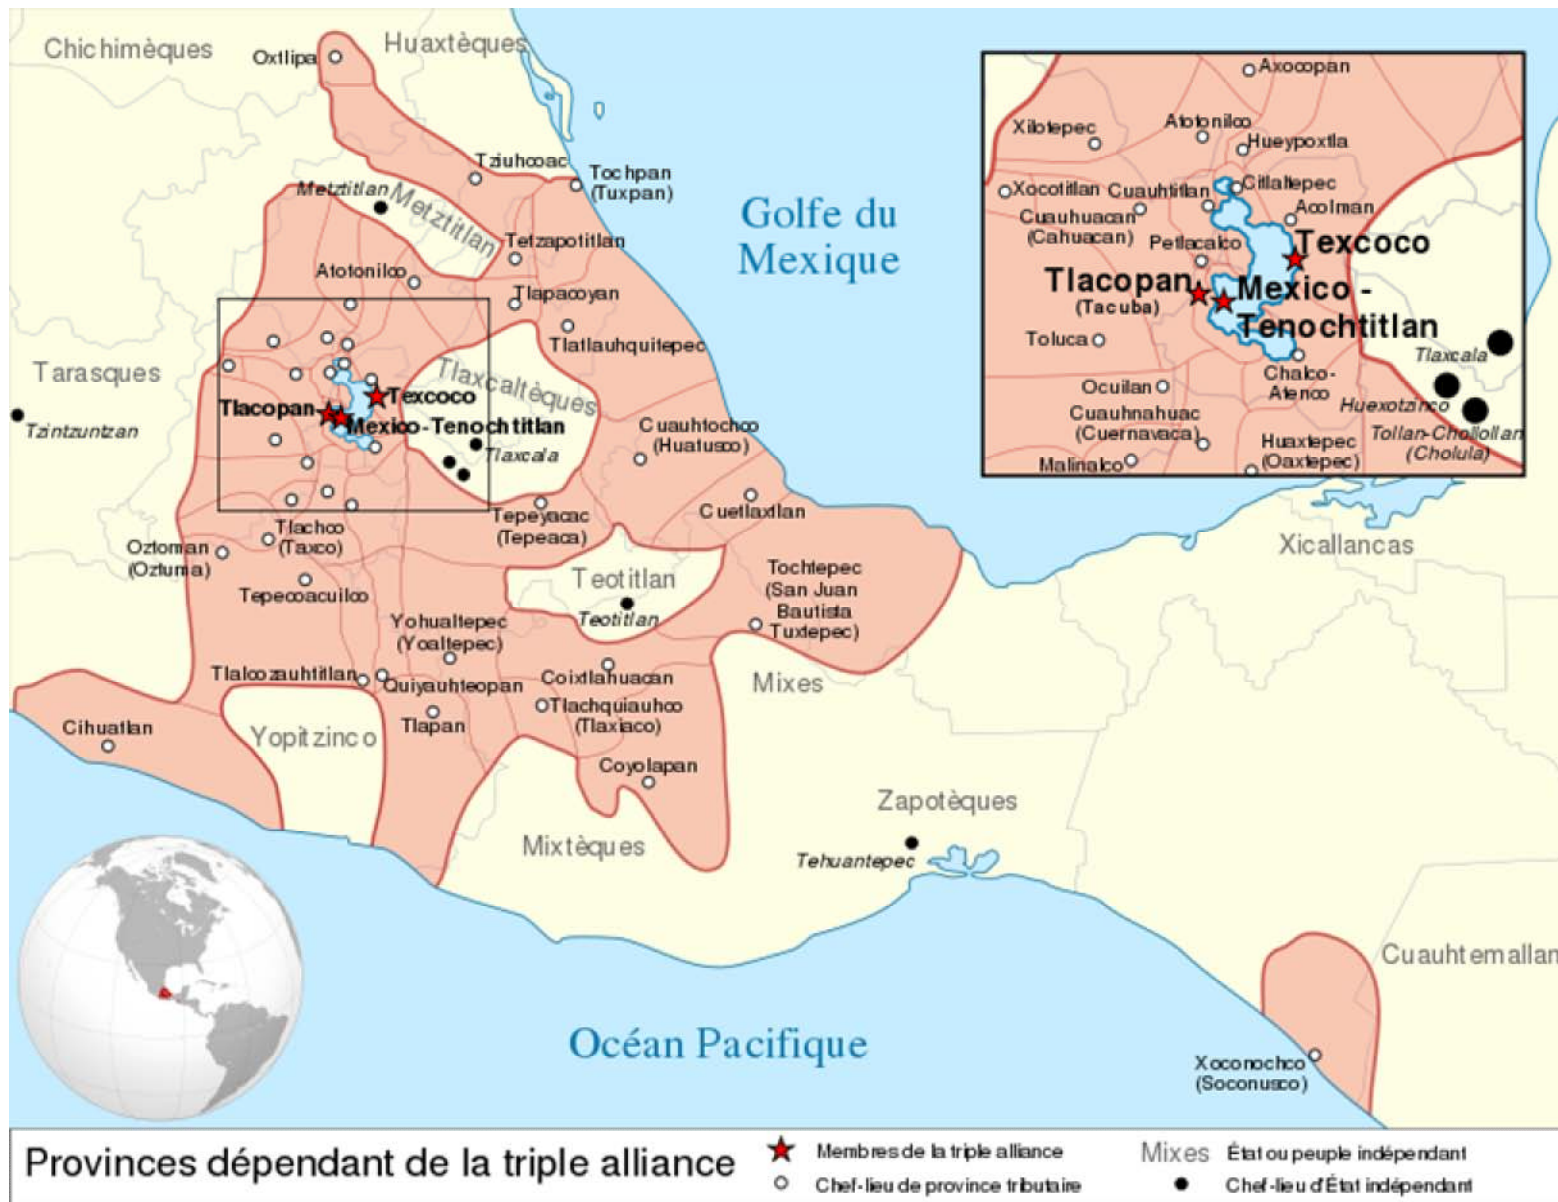 Chichimèques
Huaxtèques
Oxtlipa
Tziuhcoac
Tochpan
(Tuxpan)
Metztitlan
Metztitlan
Tetzapotitlan
Atotonilco
Tlapacoyan
Tlatlauhquitepec
Tarasques
Tzintzuntzan
Tlaxcaltèques
Texcoco
Tlacopan
Mexico-Tenochtitlan
Tlaxcala
Cuauhtochco
(Huatusco)
Cuetlaxtlan
Tepeyacac
(Tepeaca)
Tlachco
(Taxco)
Oztoman
(Oztuma)
Tepecoacuilco
Teotitlan
Teotitlan
Tochtepec
(San Juan
Bautista
Tuxtepec)
Yohualtepec
(Yoaltepec)
Tlalcozauhtitlan
Quiyauhteopan
Coixtlahuacan
Tlachquiauhco
(Tlaxiaco)
Tlapan
Mixes
Cihuatlan
Yopitzinco
Coyolapan
Mixtèques
Zapotèques
Tehuantepec
Xicallancas
Cuauhtemallan
Xoconochco
(Soconusco)
Golfe du
Mexique
Océan Pacifique
Axocopan
Xilotepec
Atotonilco
Hueypoxtla
Xocotitlan
Cuauhtitlan
Citlaltepec
Cuauhuacan
(Cahuacan)
Acolman
Petlacalco
Texcoco
Tlacopan
(Tacuba)
Mexico -
Tenochtitlan
Toluca
Tlaxcala
Chalco-
Atenco
Ocuilan
Huexotzinco
Cuauhnahuac
(Cuernavaca)
Tollan-Chollollan
(Cholula)
Huaxtepec
(Oaxtepec)
Malinalco
Provinces dépendant de la triple alliance
Membres de la triple alliance
Chef-lieu de province tributaire
Mixes
État ou peuple indépendant
Chef-lieu d'État indépendant